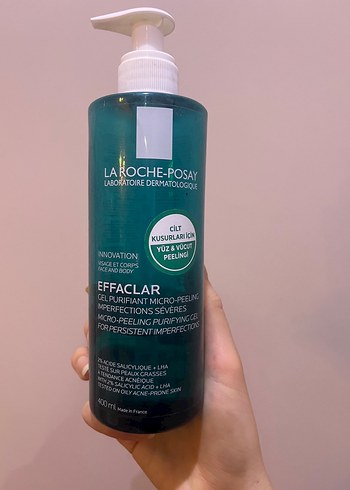 LA ROCHE-POSAY
LABORATOIRE DERMATOLOGIQUE
CİLT
KUSURLARI İÇİN
YÜZ & VÜCUT
PEELİNGİ
INNOVATION
VISAGE ET CORPS
FACE AND BODY
EFFACLAR
GEL PURIFIANT MICRO-PEELING
IMPERFECTIONS SÉVÈRES
MICRO-PEELING PURIFYING GEL
FOR PERSISTENT IMPERFECTIONS
2% ACIDE SALICYLIQUE + LHA
TESTÉ SUR PEAUX GRASSES
À TENDANCE ACNÉIQUE
WITH 2% SALICYLIC ACID + LHA
TESTED ON OILY ACNE-PRONE SKIN
400 ml Made in France